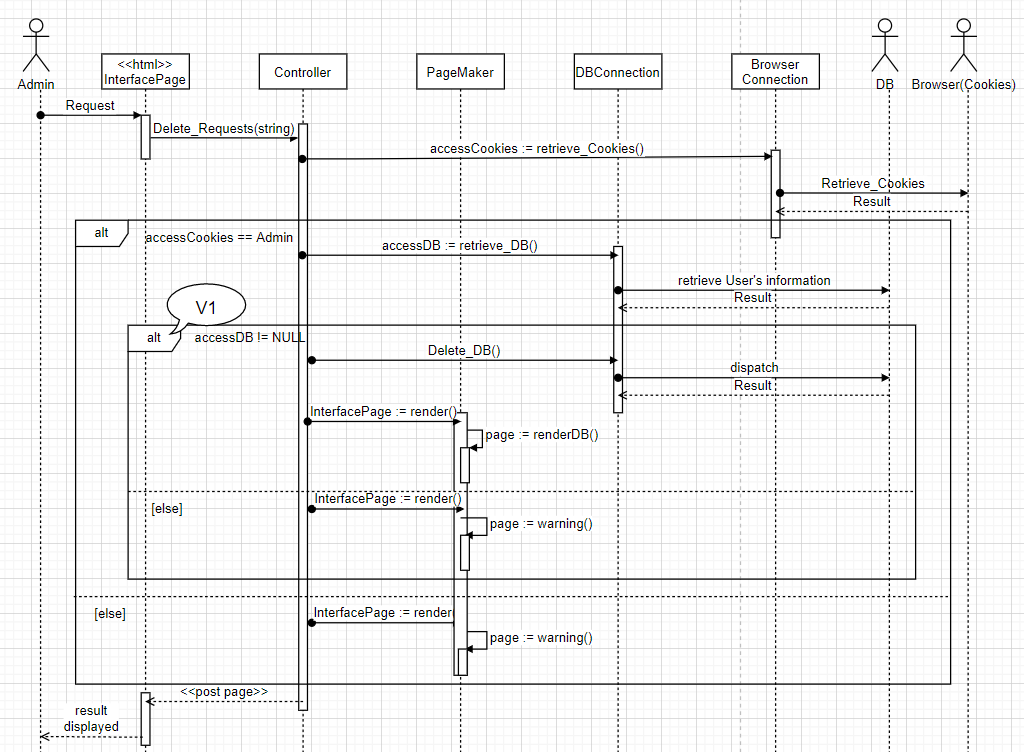 <<html>>
InterfacePage
Controller
PageMaker
DBConnection
Browser
Connection
Admin
DB
Browser(Cookies)
Request
Delete_Requests(string)
accessCookies := retrieve_Cookies()
Retrieve_Cookies
Result
alt
accessCookies == Admin
accessDB := retrieve_DB()
retrieve User's information
Result
V1
alt
accessDB != NULL
Delete_DB()
dispatch
Result
InterfacePage := render()
page := renderDB()
InterfacePage := render()
[else]
page := warning()
InterfacePage := render
[else]
page := warning()
<<post page>>
result
displayed